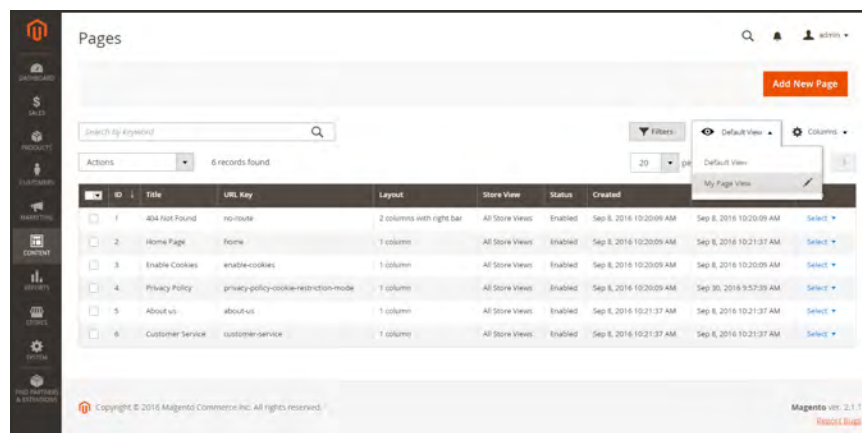 Pages
admin
DASHBOARD
SALES
PRODUCTS
CUSTOMERS
MARKETING
CONTENT
REPORTS
STORES
SYSTEM
FIND PARTNERS
& EXTENSIONS
Add New Page
Search by keyword
Filters
Default View
Columns
Actions
6 records found
20
pe
Default View
My Page View
ID ↓ Title URL Key Layout Store View Status Created
1 404 Not Found no-route 2 columns with right bar All Store Views Enabled Sep 8, 2016 10:20:09 AM Sep 8, 2016 10:20:09 AM Select
2 Home Page home 1 column All Store Views Enabled Sep 8, 2016 10:20:09 AM Sep 8, 2016 10:21:37 AM Select
3 Enable Cookies enable-cookies 1 column All Store Views Enabled Sep 8, 2016 10:20:09 AM Sep 8, 2016 10:20:09 AM Select
4 Privacy Policy privacy-policy-cookie-restriction-mode 1 column All Store Views Enabled Sep 8, 2016 10:20:09 AM Sep 30, 2016 9:57:39 AM Select
5 About us about-us 1 column All Store Views Enabled Sep 8, 2016 10:21:37 AM Sep 8, 2016 10:21:37 AM Select
6 Customer Service customer-service 1 column All Store Views Enabled Sep 8, 2016 10:21:37 AM Sep 8, 2016 10:21:37 AM Select
Copyright © 2016 Magento Commerce Inc. All rights reserved.
Magento ver. 2.1.1
Report Bugs